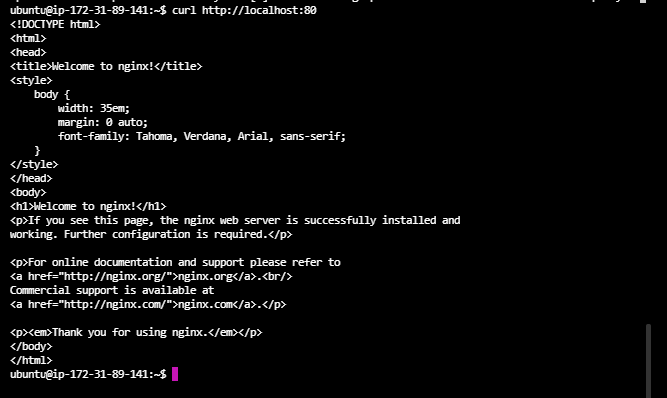 ubuntu@ip-172-31-89-141:~$ curl http://localhost:80
<!DOCTYPE html>
<html>
<head>
<title>Welcome to nginx!</title>
<style>
    body {
        width: 35em;
        margin: 0 auto;
        font-family: Tahoma, Verdana, Arial, sans-serif;
    }
</style>
</head>
<body>
<h1>Welcome to nginx!</h1>
<p>If you see this page, the nginx web server is successfully installed and
working. Further configuration is required.</p>

<p>For online documentation and support please refer to
<a href="http://nginx.org/">nginx.org</a>.<br/>
Commercial support is available at
<a href="http://nginx.com/">nginx.com</a>.</p>

<p><em>Thank you for using nginx.</em></p>
</body>
</html>
ubuntu@ip-172-31-89-141:~$